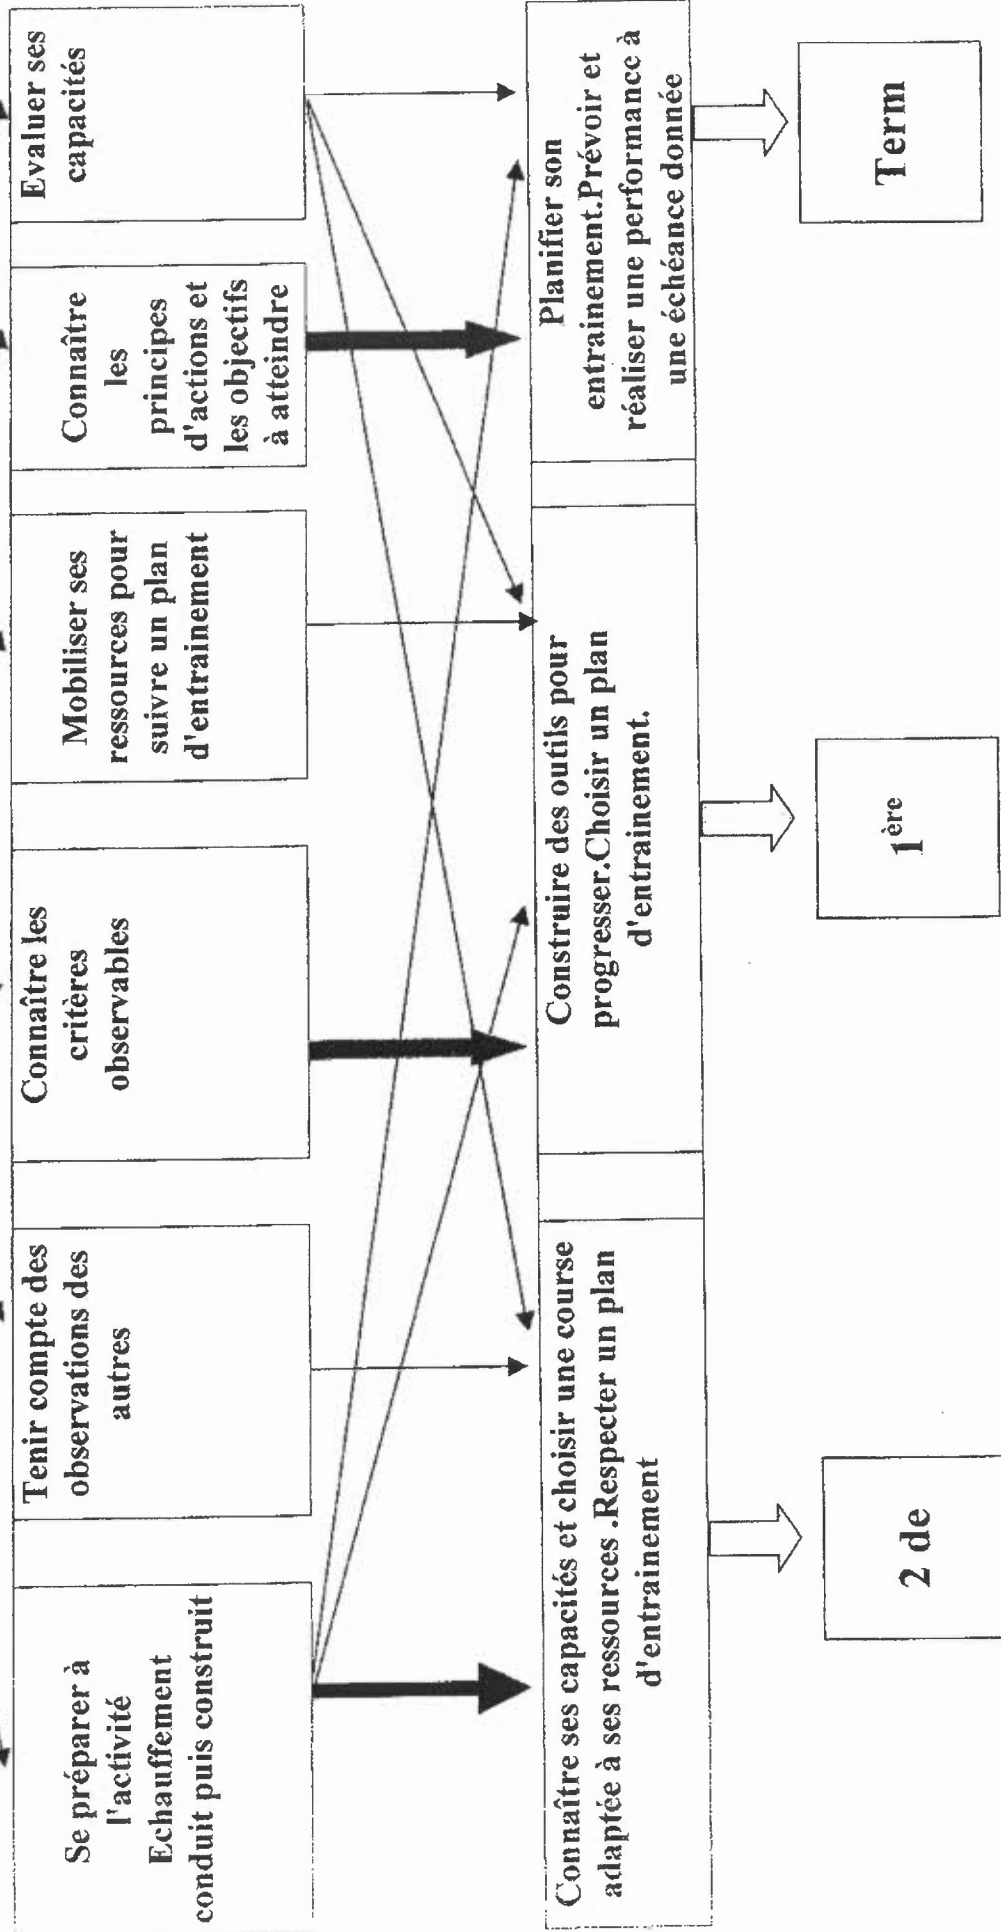 Se préparer à
l'activité
Echauffement
conduit puis construit
Tenir compte des
observations des
autres
Connaître les
critères
observables
Mobiliser ses
ressources pour
suivre un plan
d'entrainement
Connaître
les
principes
d'actions et
les objectifs
à atteindre
Evaluer ses
capacités
Connaître ses capacités et choisir une course
adaptée à ses ressources .Respecter un plan
d'entrainement
Construire des outils pour
progresser.Choisir un plan
d'entrainement.
Planifier son
entrainement.Prévoir et
réaliser une performance à
une échéance donnée
2 de
1ère
Term